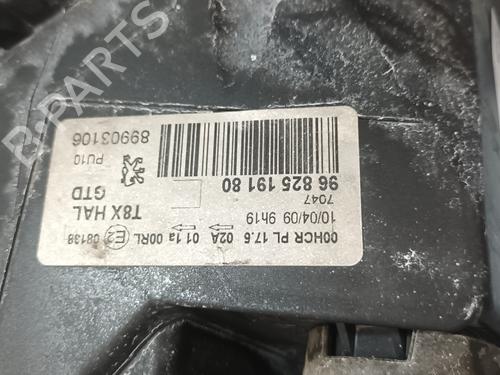 89903106
PU10
96 825 191 80
7047
T8X HAL
GTD
10/04/09 9h19
00HCR PL 17.6 02A 01 1a 00RL E2 08138
B-Parts